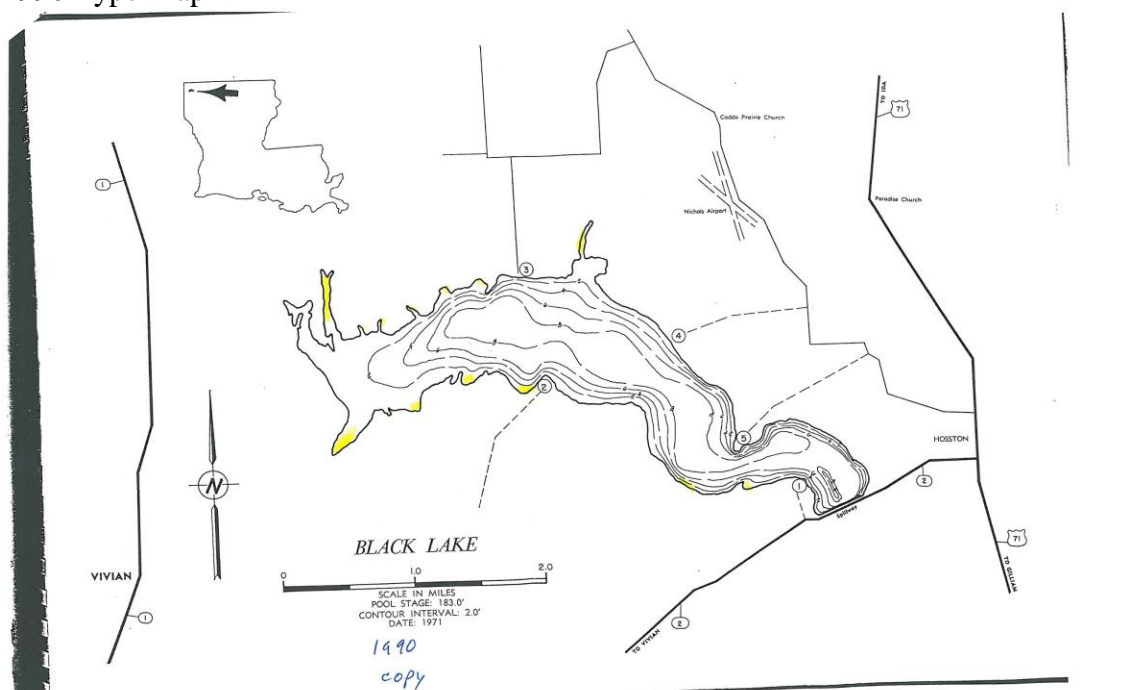 TO IDA
71
Caddo Prairie Church
1
Nichols Airport
Paradise Church
3
4
2
5
HOSSTON
N
1
2
Spillway
BLACK LAKE
0 1.0 2.0
SCALE IN MILES
POOL STAGE: 183.0'
CONTOUR INTERVAL: 2.0'
DATE: 1971
71
TO GILLIAM
VIVIAN
1
2
TO VIVIAN
1990
copy